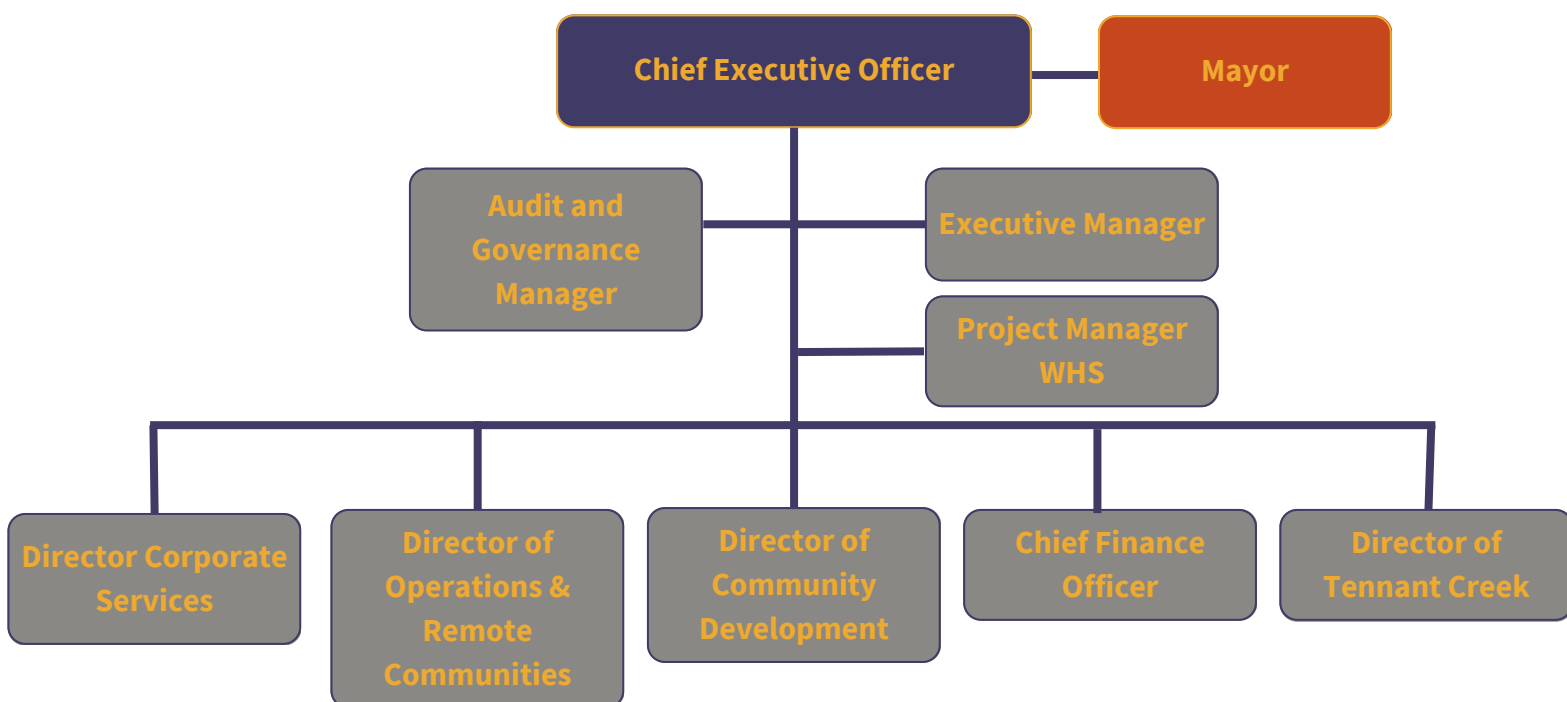 Chief Executive Officer
Mayor
Audit and
Governance
Manager
Executive Manager
Project Manager
WHS
Director Corporate
Services
Director of
Operations &
Remote
Communities
Director of
Community
Development
Chief Finance
Officer
Director of
Tennant Creek